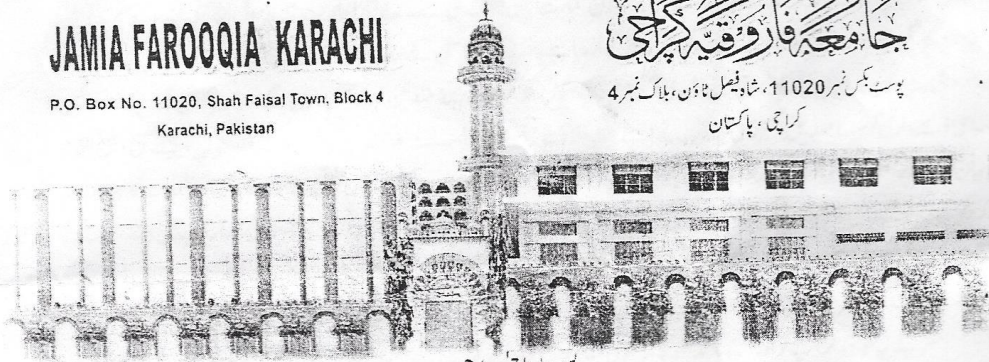 JAMIA FAROOQIA KARACHI
P.O. Box No. 11020, Shah Faisal Town, Block 4
Karachi, Pakistan
جامعہ فاروقیہ کراچی
پوسٹ بکس نمبر 11020، شاہ فیصل ٹاؤن، بلاک نمبر 4
کراچی، پاکستان